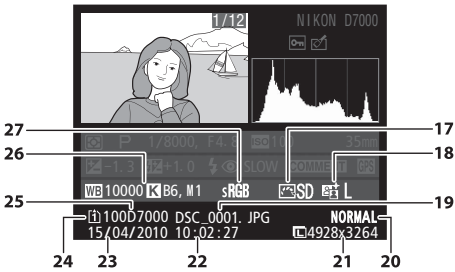 1/12 NIKON D7000
P 1/8000, F4.8 ISO 35mm
-1.3 +1.0 SLOW COMMENT GPS
27 17
26 18
WB 10000 K B6, M1 sRGB SD L
25 19
100D7000 DSC_0001. JPG NORMAL
15/04/2010 10:02:27 L 4928x3264
24 23 22 21 20